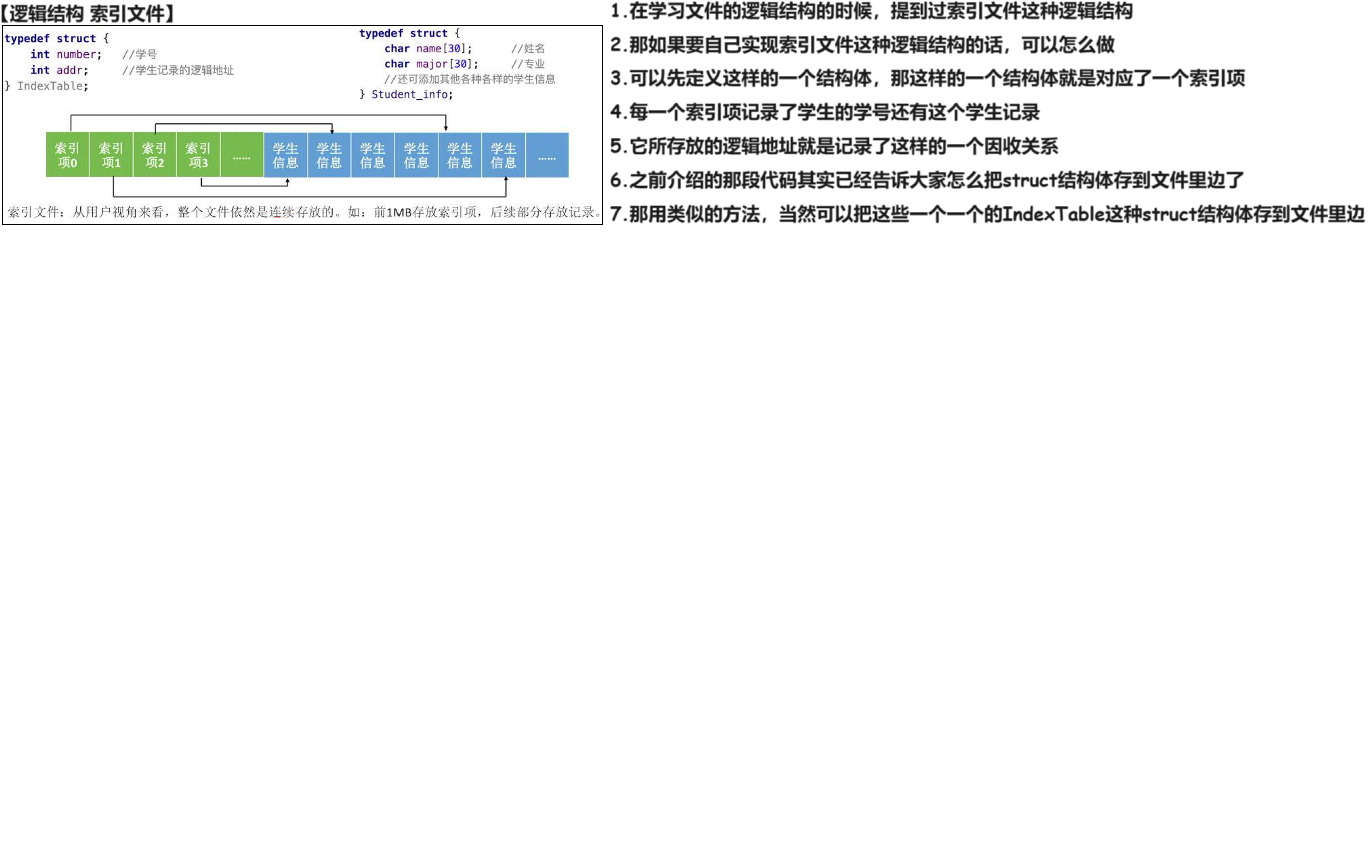 【逻辑结构 索引文件】
typedef struct {
int number; //学号
int addr; //学生记录的逻辑地址
} IndexTable;
typedef struct {
char name[30]; //姓名
char major[30]; //专业
//还可添加其他各种各样的学生信息
} Student_info;
索引项0 索引项1 索引项2 索引项3 …… 学生信息 学生信息 学生信息 学生信息 学生信息 学生信息 ……
索引文件：从用户视角来看，整个文件依然是连续存放的。如：前1MB存放索引项，后续部分存放记录。
1.在学习文件的逻辑结构的时候，提到过索引文件这种逻辑结构
2.那如果要自己实现索引文件这种逻辑结构的话，可以怎么做
3.可以先定义这样的一个结构体，那这样的一个结构体就是对应了一个索引项
4.每一个索引项记录了学生的学号还有这个学生记录
5.它所存放的逻辑地址就是记录了这样的一个因收关系
6.之前介绍的那段代码其实已经告诉大家怎么把struct结构体存到文件里边了
7.那用类似的方法，当然可以把这些一个一个的IndexTable这种struct结构体存到文件里边